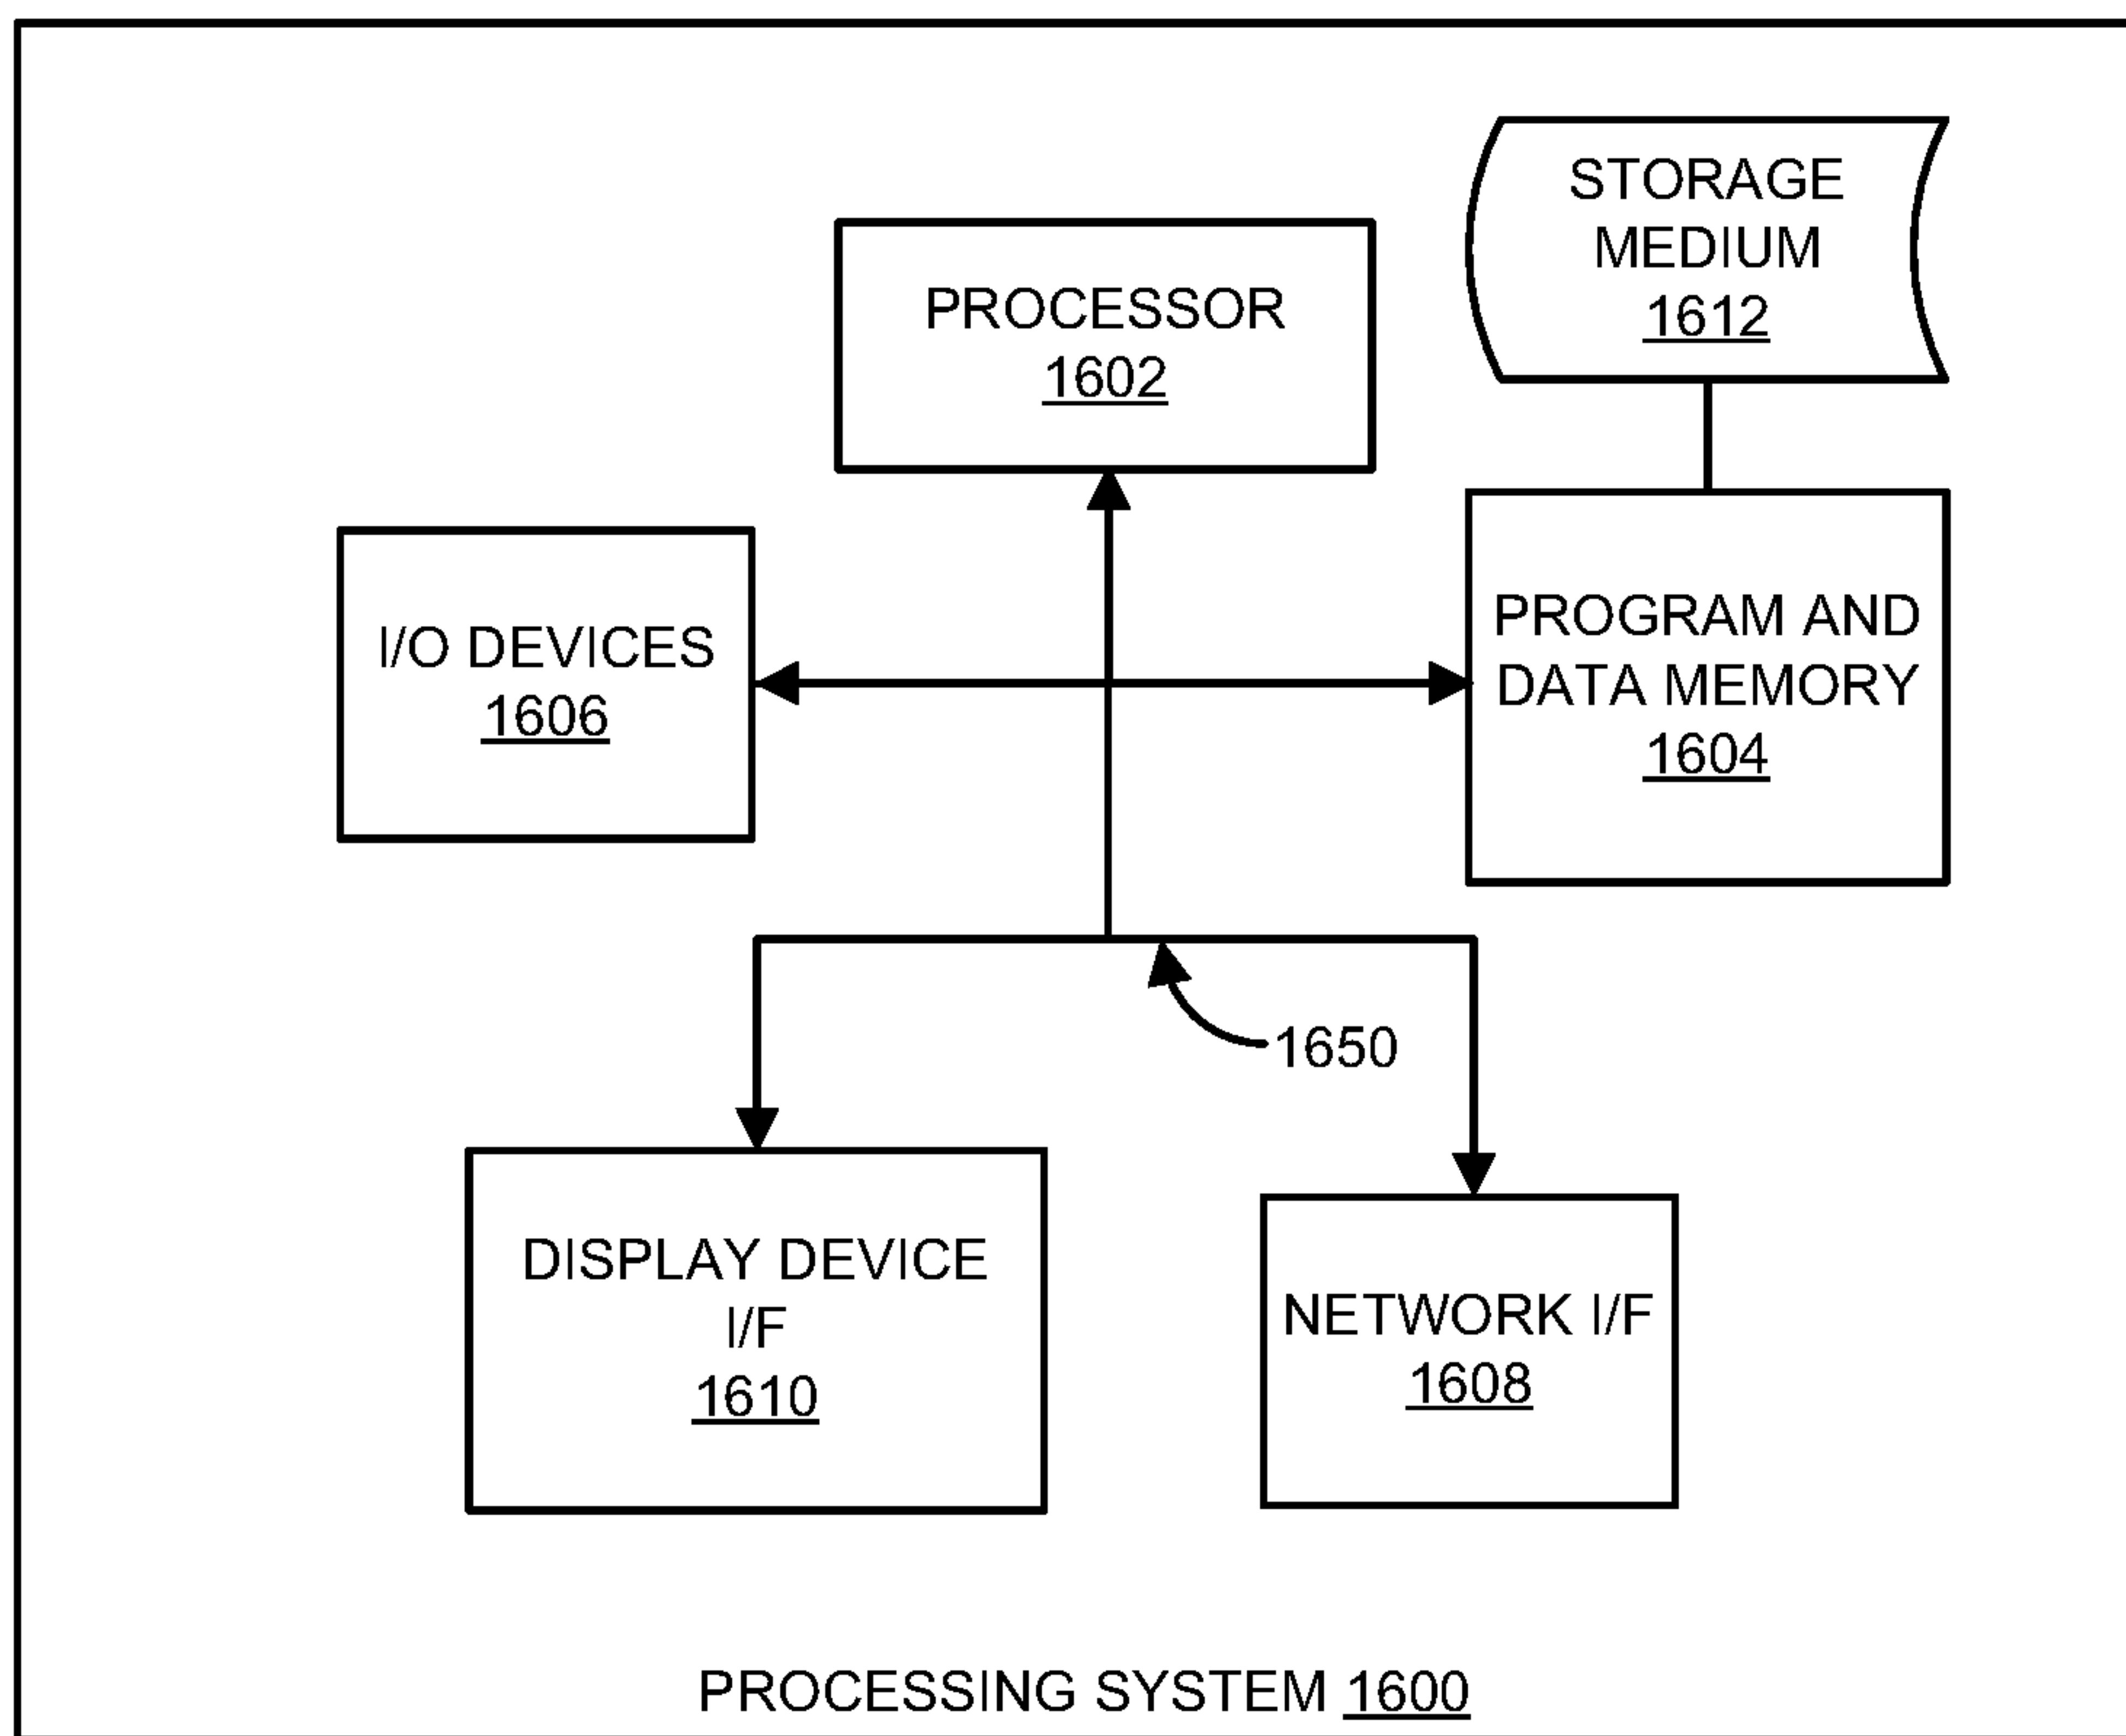 STORAGE
MEDIUM
1612
PROCESSOR
1602
I/O DEVICES
1606
PROGRAM AND
DATA MEMORY
1604
1650
DISPLAY DEVICE
I/F
1610
NETWORK I/F
1608
PROCESSING SYSTEM 1600